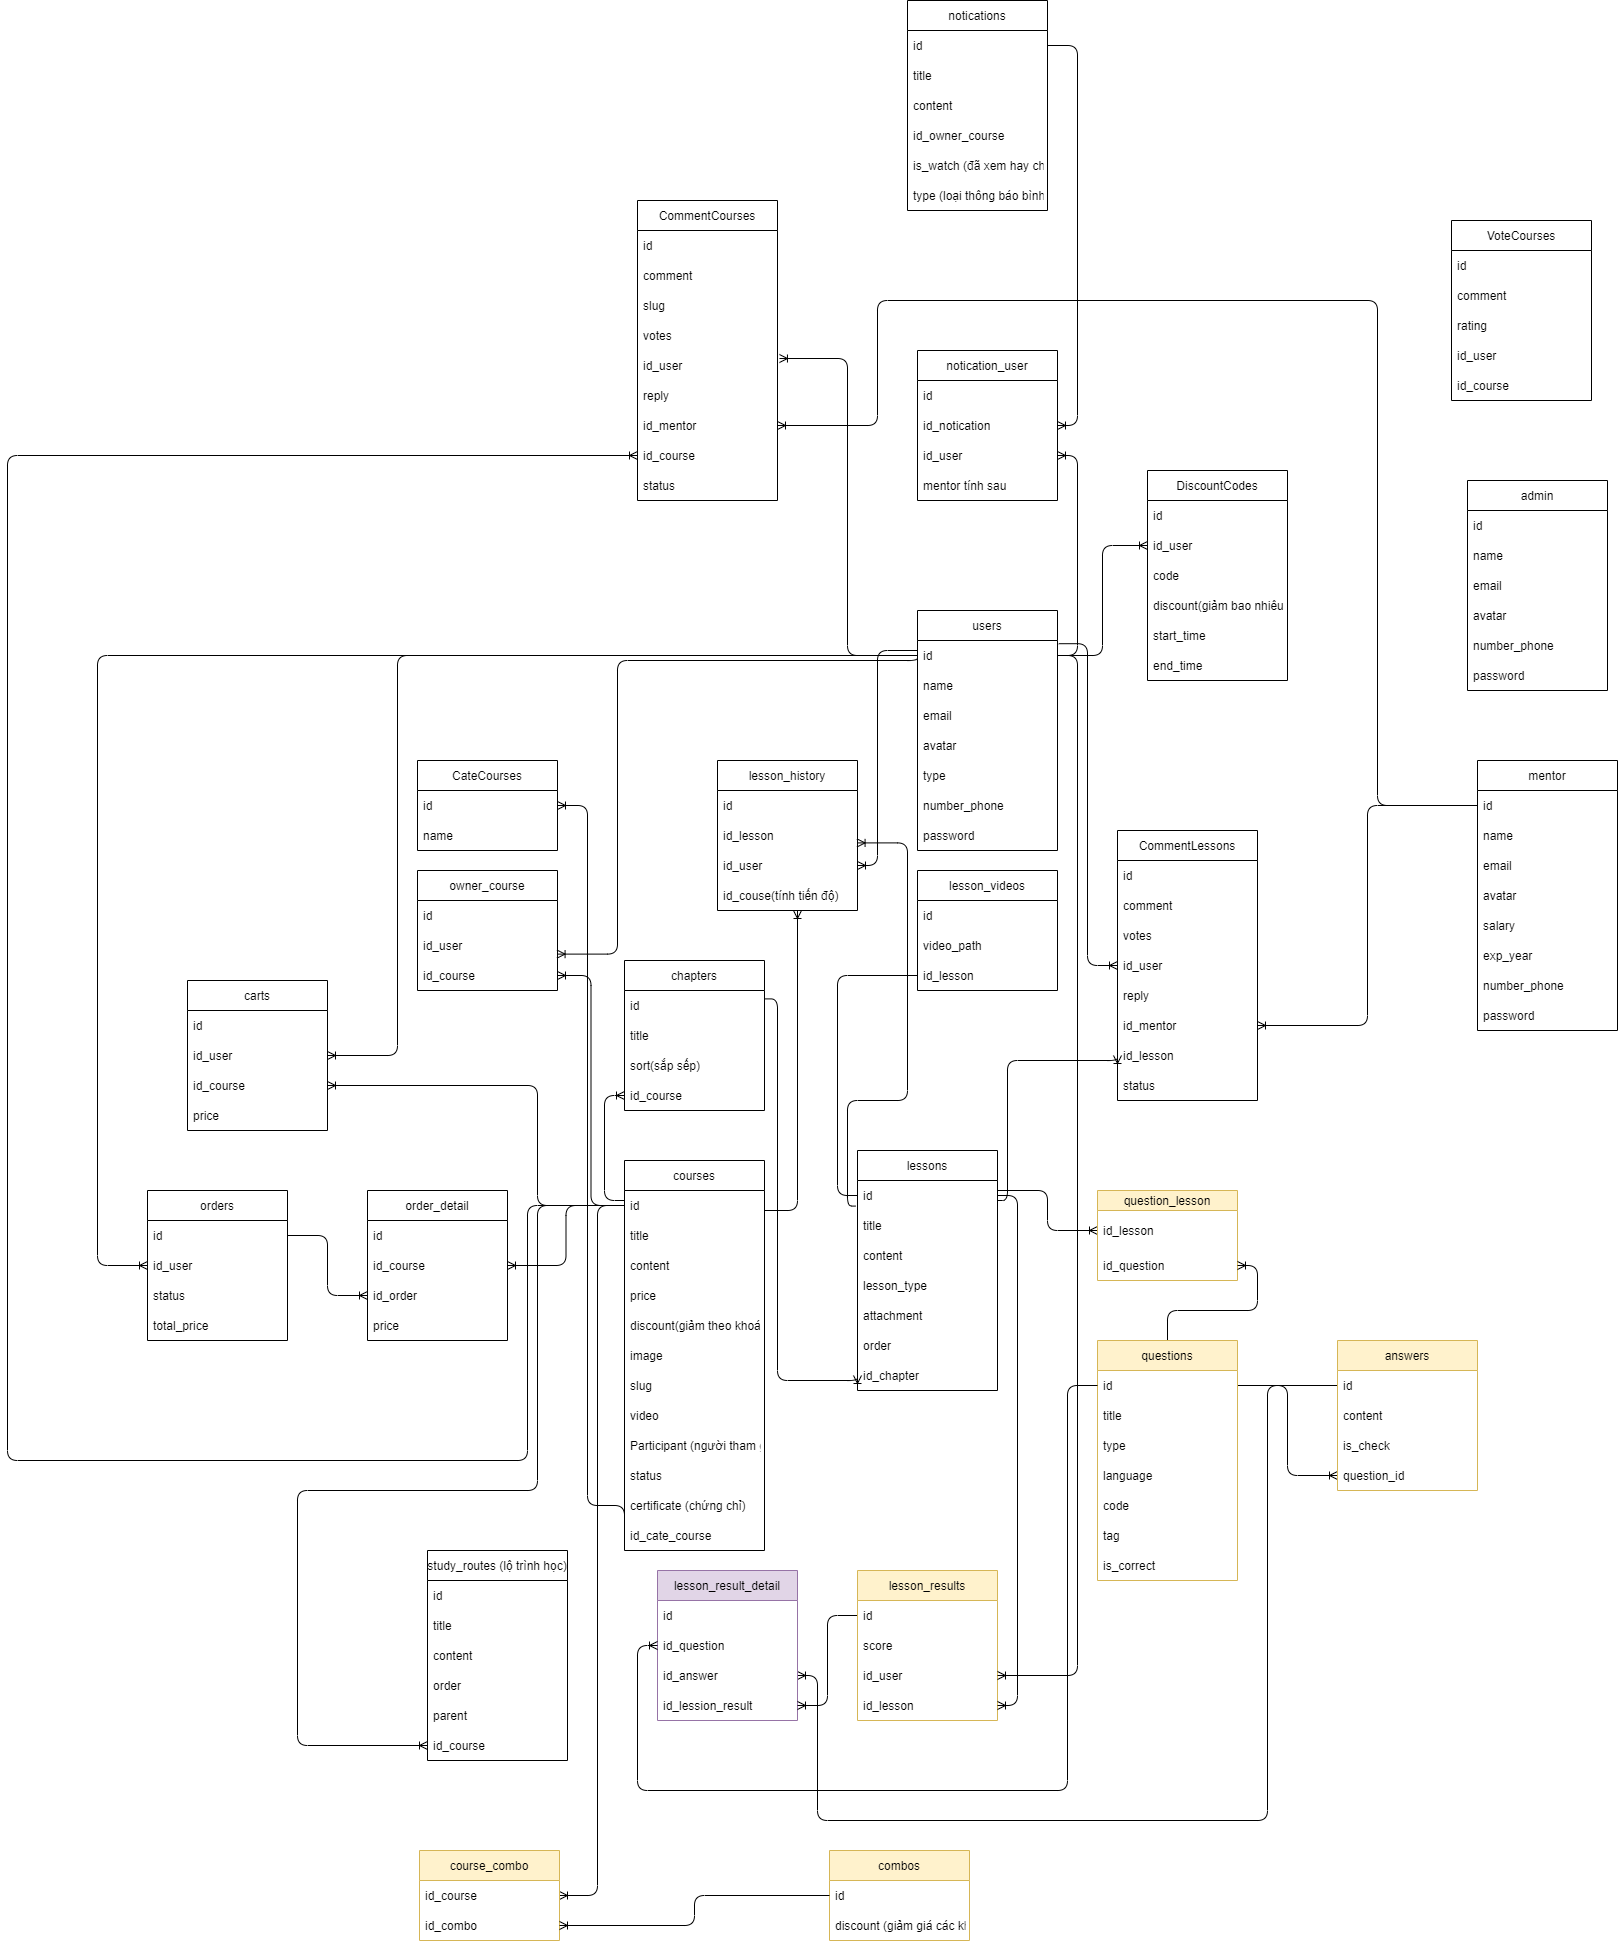 notications
id
title
content
id_owner_course
is_watch (đã xem hay ch
type (loại thông báo bình
CommentCourses
id
comment
slug
votes
id_user
reply
id_mentor
id_course
status
VoteCourses
id
comment
rating
id_user
id_course
notication_user
id
id_notication
id_user
mentor tính sau
DiscountCodes
id
id_user
code
discount(giảm bao nhiêu
start_time
end_time
admin
id
name
email
avatar
number_phone
password
users
id
name
email
avatar
type
number_phone
password
CateCourses
id
name
lesson_history
id
id_lesson
id_user
id_couse(tính tiến độ)
mentor
id
name
email
avatar
salary
exp_year
number_phone
password
CommentLessons
id
comment
votes
id_user
reply
id_mentor
id_lesson
status
owner_course
id
id_user
id_course
lesson_videos
id
video_path
id_lesson
chapters
id
title
sort(sắp sếp)
id_course
carts
id
id_user
id_course
price
lessons
id
title
content
lesson_type
attachment
order
id_chapter
courses
id
title
content
price
discount(giảm theo khoá
image
slug
video
Participant (người tham
status
certificate (chứng chỉ)
id_cate_course
orders
id
id_user
status
total_price
order_detail
id
id_course
id_order
price
question_lesson
id_lesson
id_question
questions
id
title
type
language
code
tag
is_correct
answers
id
content
is_check
question_id
study_routes (lộ trình học)
id
title
content
order
parent
id_course
lesson_result_detail
id
id_question
id_answer
id_lession_result
lesson_results
id
score
id_user
id_lesson
course_combo
id_course
id_combo
combos
id
discount (giảm giá các